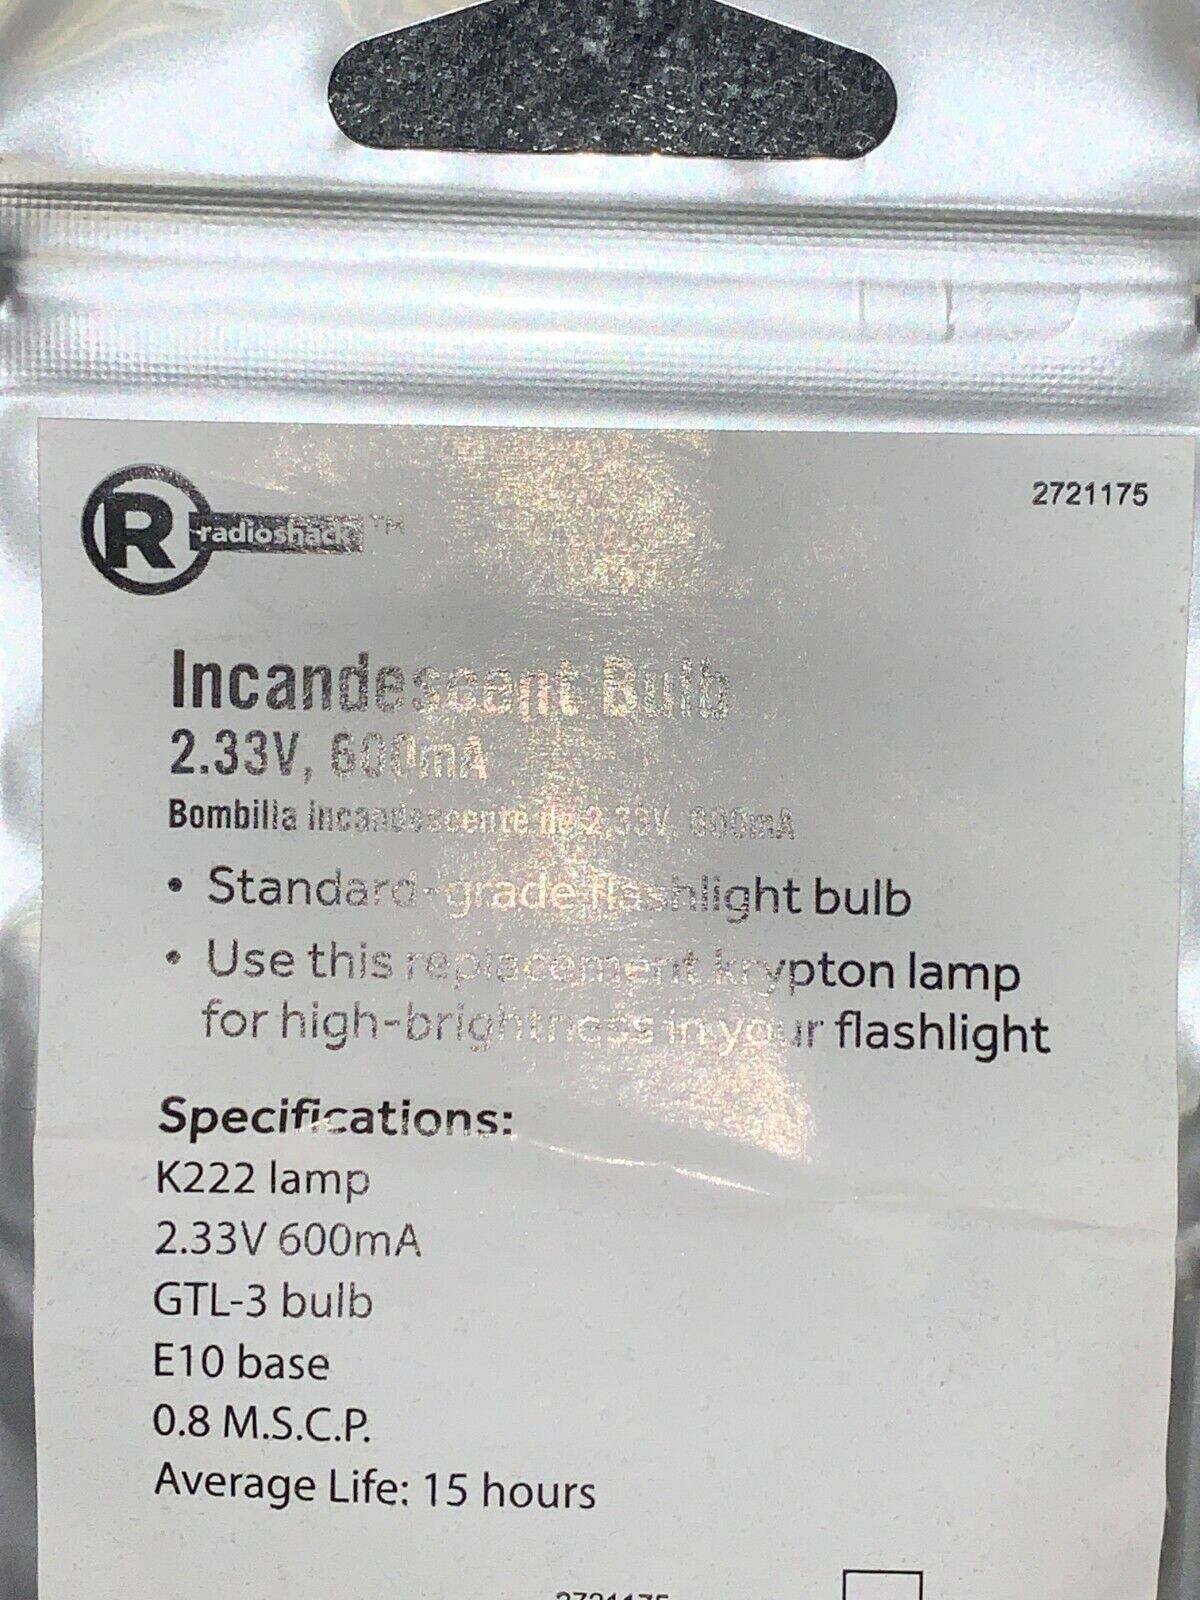 2721175
R radioshack™
Incandescent Bulb
2.33V, 600mA
Bombilla incandescente de 2.33V, 600mA
• Standard-grade flashlight bulb
• Use this replacement krypton lamp
for high-brightness in your flashlight
Specifications:
K222 lamp
2.33V 600mA
GTL-3 bulb
E10 base
0.8 M.S.C.P.
Average Life: 15 hours
2721175